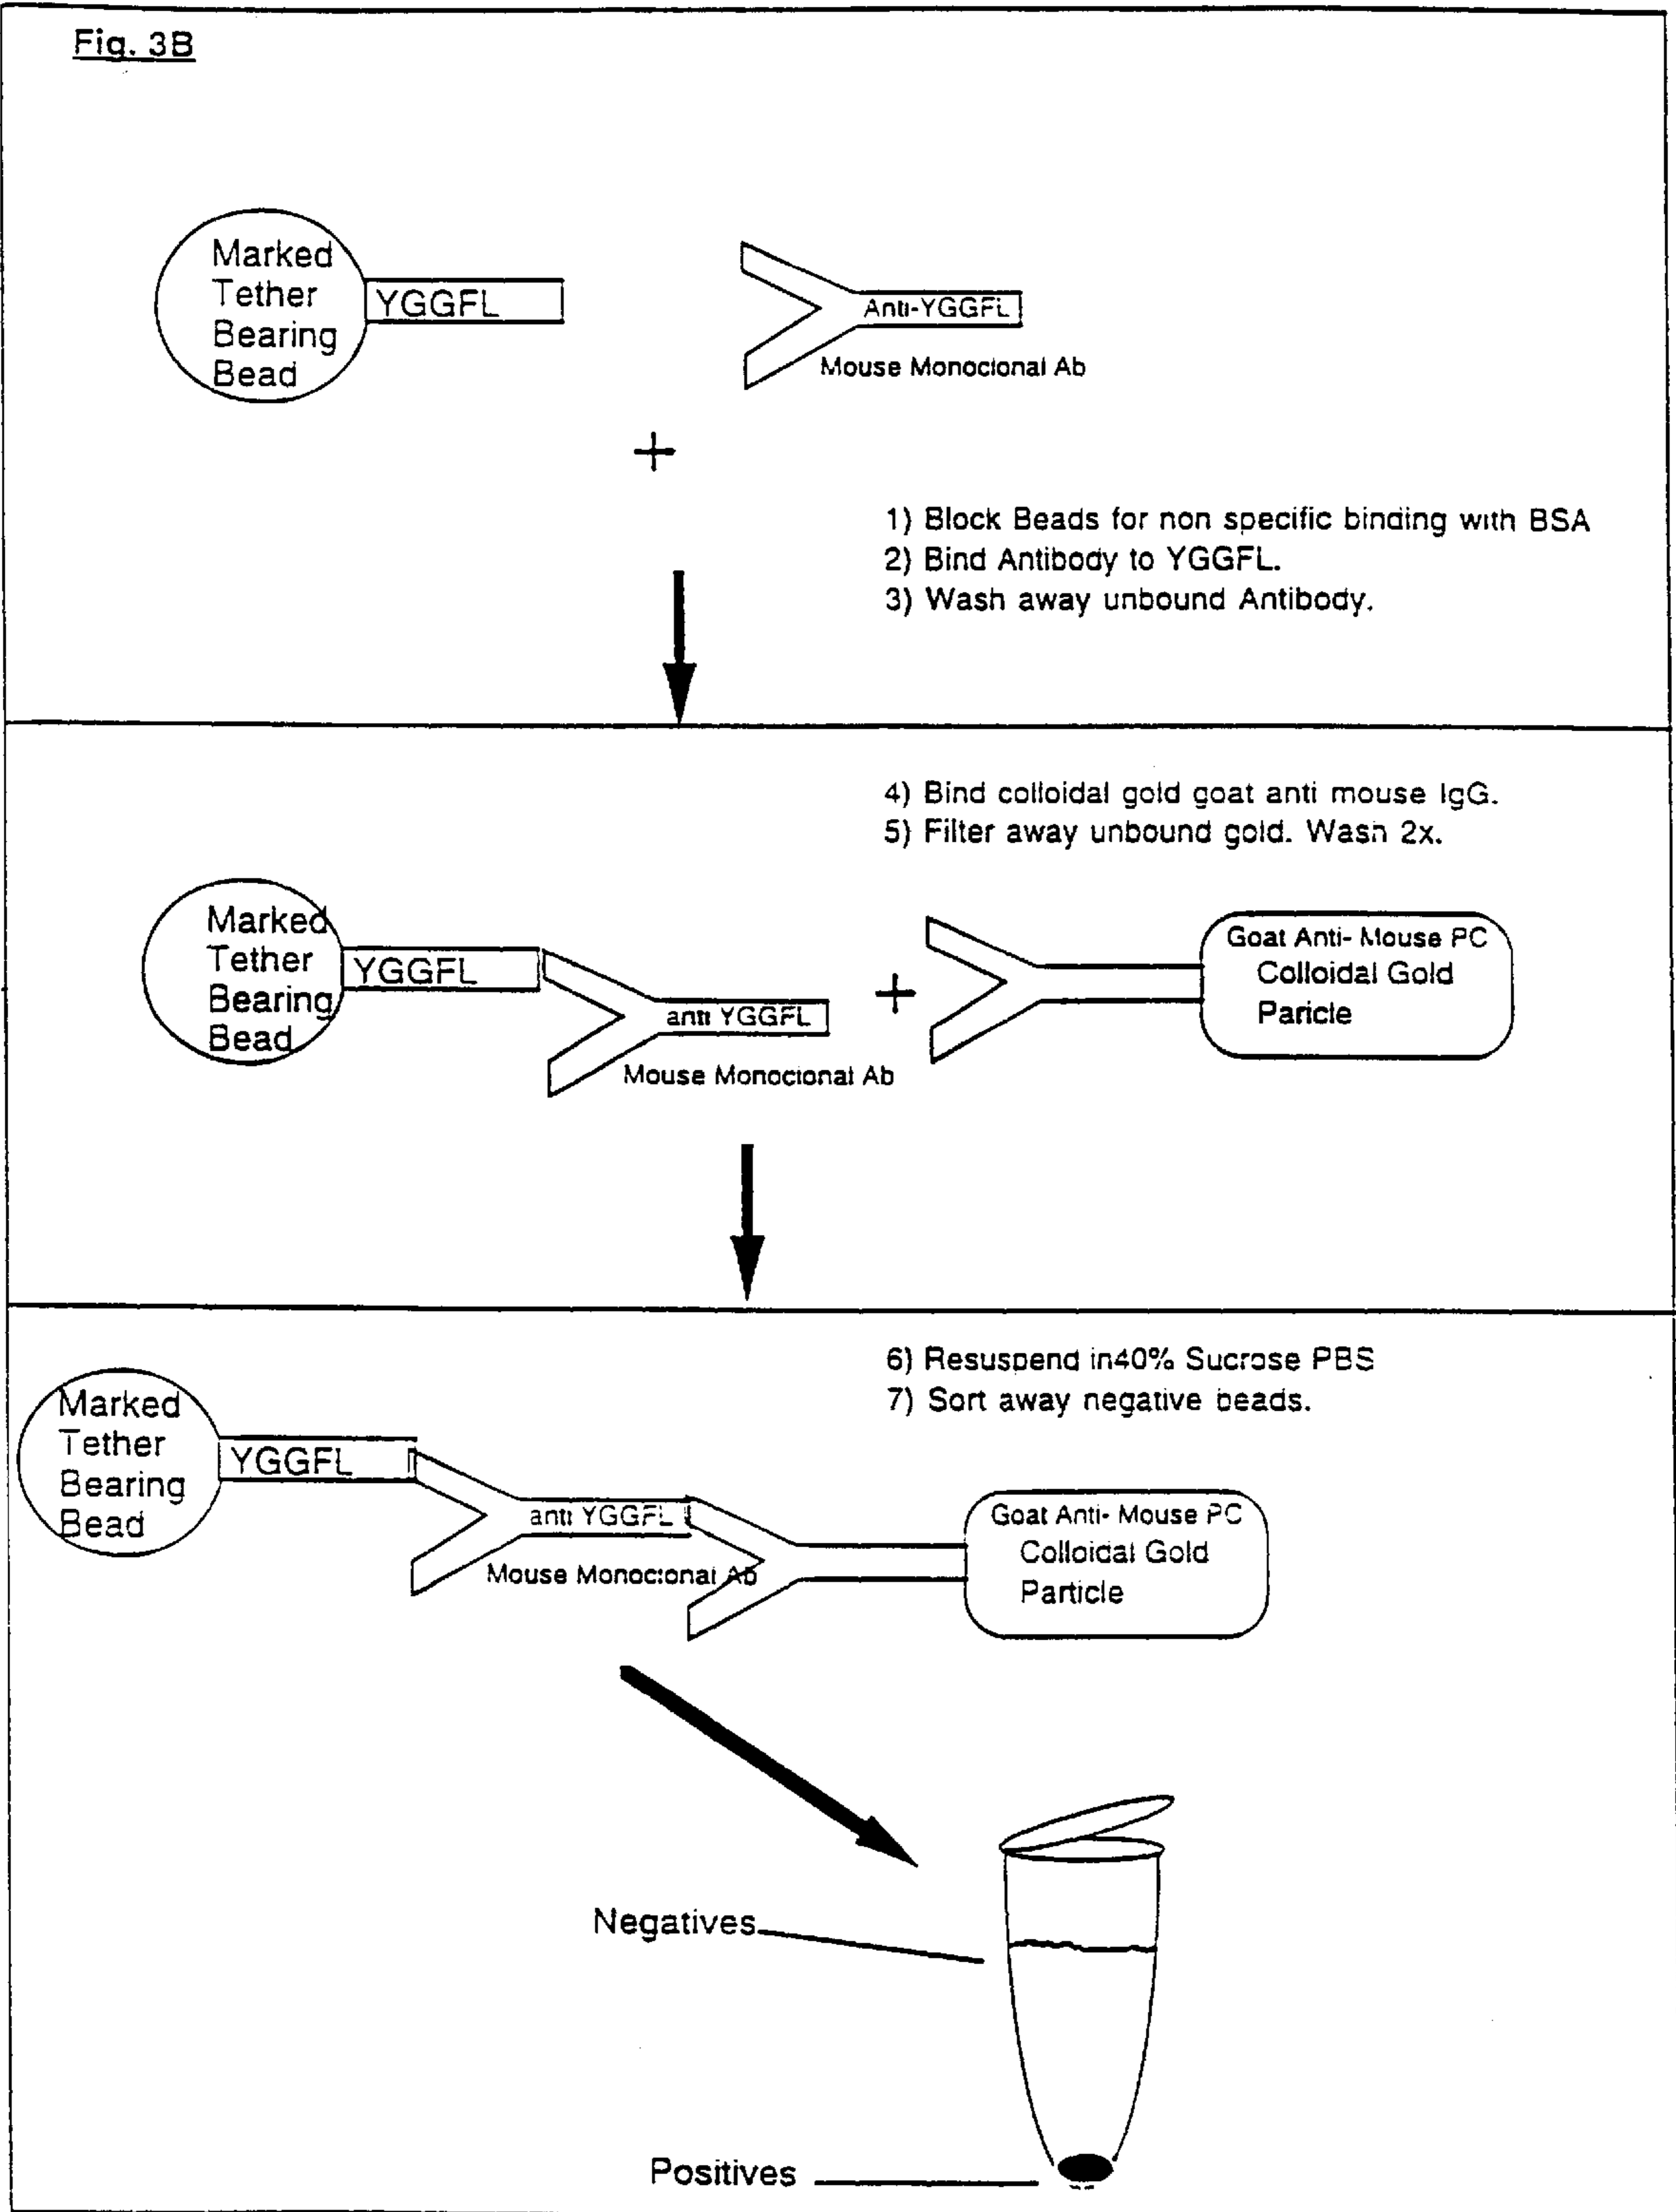 Fig. 3B
Marked
Tether
Bearing
Bead
YGGFL
Anti-YGGFL
Mouse Monoclonal Ab
+
1) Block Beads for non specific binding with BSA
2) Bind Antibody to YGGFL.
3) Wash away unbound Antibody.
4) Bind colloidal gold goat anti mouse IgG.
5) Filter away unbound gold. Wash 2x.
Marked
Tether
Bearing
Bead
YGGFL
anti YGGFL
Mouse Monoclonal Ab
+
Goat Anti- Mouse PC
Colloidal Gold
Paricle
6) Resuspend in40% Sucrose PBS
7) Sort away negative beads.
Marked
Tether
Bearing
Bead
YGGFL
anti YGGFL
Mouse Monoclonal Ab
Goat Anti- Mouse PC
Colloidal Gold
Particle
Negatives
Positives